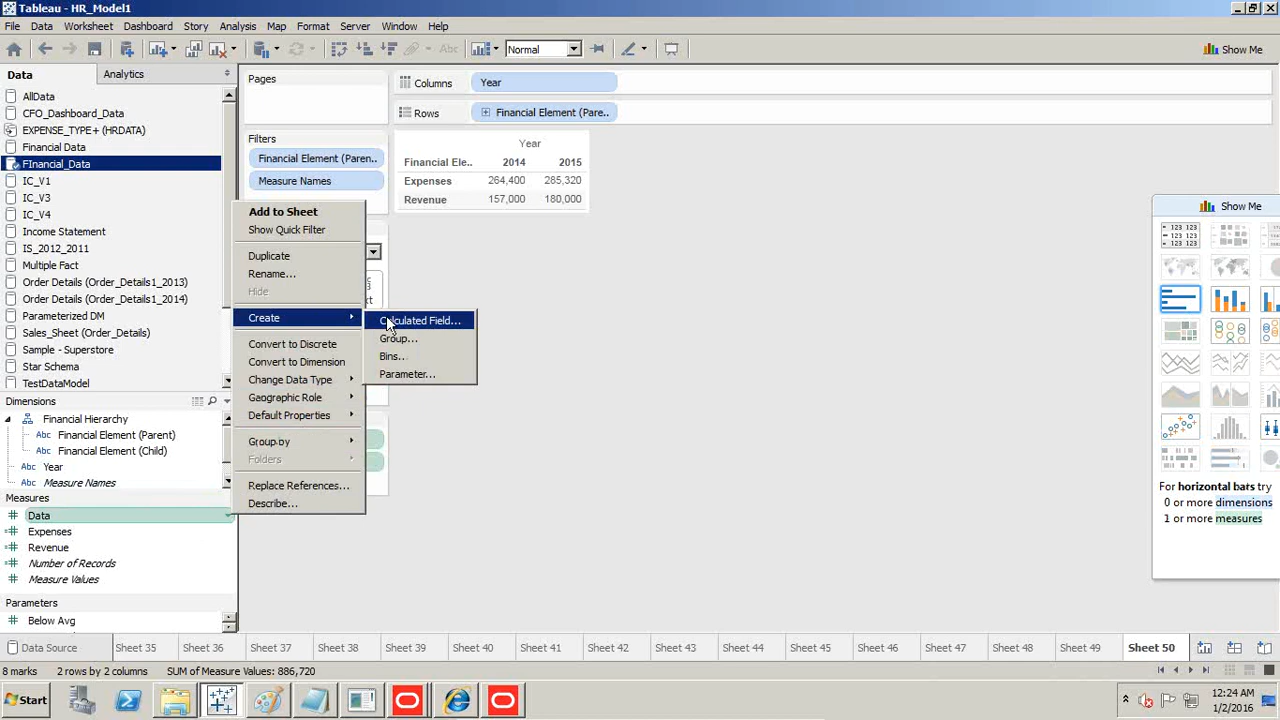 Tableau - HR_Model1
File Data Worksheet Dashboard Story Analysis Map Format Server Window Help
Abc Normal Show Me
Data Analytics
AllData
CFO_Dashboard_Data
EXPENSE_TYPE+ (HRDATA)
Financial Data
FInancial_Data
IC_V1
IC_V3
IC_V4
Income Statement
IS_2012_2011
Multiple Fact
Order Details (Order_Details1_2013)
Order Details (Order_Details1_2014)
Parameterized DM
Sales_Sheet (Order_Details)
Sample - Superstore
Star Schema
TestDATAModel
Dimensions
Financial Hierarchy
Abc Financial Element (Parent)
Abc Financial Element (Child)
Abc Year
Abc Measure Names
Measures
Data
Expenses
Revenue
Number of Records
Measure Values
Parameters
Below Avg
Pages
Filters
Financial Element (Paren..
Measure Names
Columns Year
Rows Financial Element (Pare..
Year
Financial Ele.. 2014 2015
Expenses 264,400 285,320
Revenue 157,000 180,000
Add to Sheet
Show Quick Filter
Duplicate
Rename...
Hide
Create
Convert to Discrete
Convert to Dimension
Change Data Type
Geographic Role
Default Properties
Group by
Folders
Replace References...
Describe...
Calculated Field...
Group...
Bins...
Parameter...
Show Me
For horizontal bars try
0 or more dimensions
1 or more measures
Data Source Sheet 35 Sheet 36 Sheet 37 Sheet 38 Sheet 39 Sheet 40 Sheet 41 Sheet 42 Sheet 43 Sheet 44 Sheet 45 Sheet 46 Sheet 47 Sheet 48 Sheet 49 Sheet 50
8 marks 2 rows by 2 columns SUM of Measure Values: 886,720
Start
12:24 AM
1/2/2016